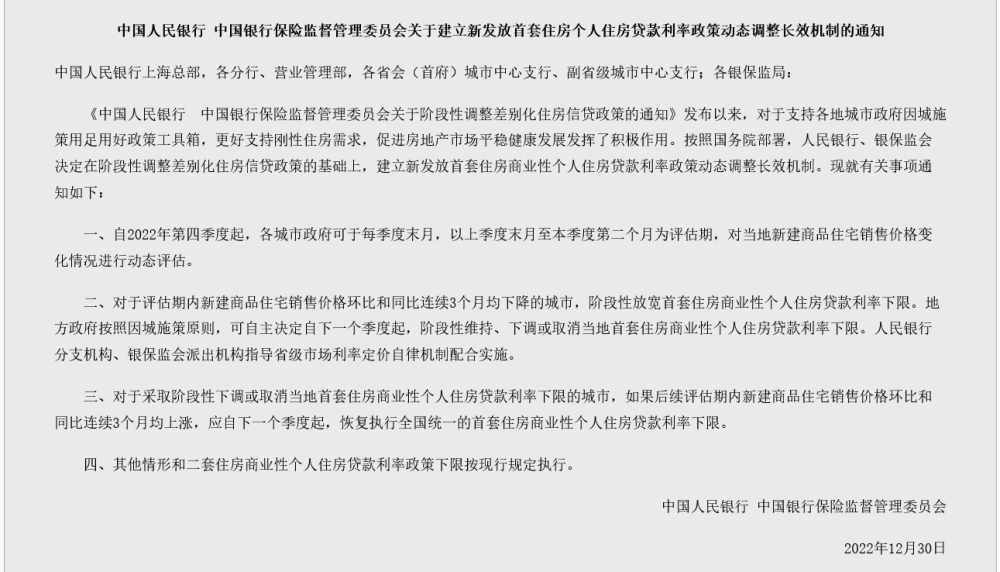 中国人民银行 中国银行保险监督管理委员会关于建立新发放首套住房个人住房贷款利率政策动态调整长效机制的通知
中国人民银行上海总部，各分行、营业管理部，各省会（首府）城市中心支行、副省级城市中心支行；各银保监局：
《中国人民银行　中国银行保险监督管理委员会关于阶段性调整差别化住房信贷政策的通知》发布以来，对于支持各地城市政府因城施
策用足用好政策工具箱，更好支持刚性住房需求，促进房地产市场平稳健康发展发挥了积极作用。按照国务院部署，人民银行、银保监会
决定在阶段性调整差别化住房信贷政策的基础上，建立新发放首套住房商业性个人住房贷款利率政策动态调整长效机制。现就有关事项通
知如下：
一、自2022年第四季度起，各城市政府可于每季度末月，以上季度末月至本季度第二个月为评估期，对当地新建商品住宅销售价格变
化情况进行动态评估。
二、对于评估期内新建商品住宅销售价格环比和同比连续3个月均下降的城市，阶段性放宽首套住房商业性个人住房贷款利率下限。地
方政府按照因城施策原则，可自主决定自下一个季度起，阶段性维持、下调或取消当地首套住房商业性个人住房贷款利率下限。人民银行
分支机构、银保监会派出机构指导省级市场利率定价自律机制配合实施。
三、对于采取阶段性下调或取消当地首套住房商业性个人住房贷款利率下限的城市，如果后续评估期内新建商品住宅销售价格环比和
同比连续3个月均上涨，应自下一个季度起，恢复执行全国统一的首套住房商业性个人住房贷款利率下限。
四、其他情形和二套住房商业性个人住房贷款利率政策下限按现行规定执行。
中国人民银行 中国银行保险监督管理委员会
2022年12月30日